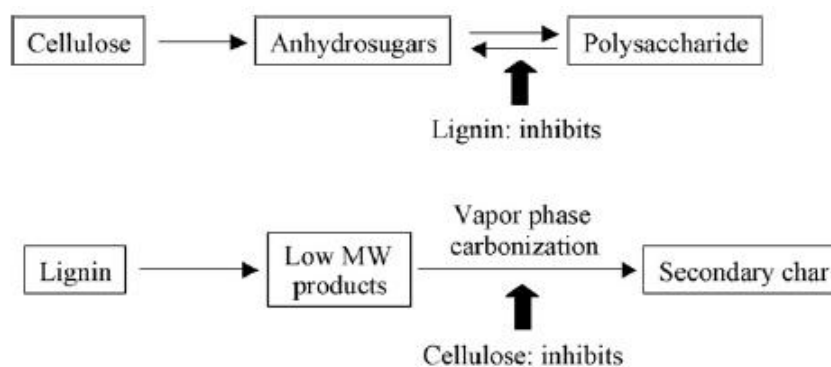 Cellulose
Anhydrosugars
Polysaccharide
Lignin: inhibits
Vapor phase
carbonization
Lignin
Low MW
products
Secondary char
Cellulose: inhibits